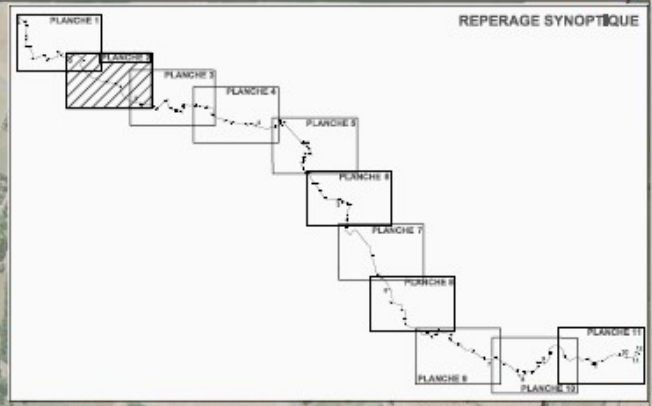 REPERAGE SYNOPTIQUE
PLANCHE 1
PLANCHE 2
PLANCHE 3
PLANCHE 4
PLANCHE 5
PLANCHE 6
PLANCHE 7
PLANCHE 8
PLANCHE 9
PLANCHE 10
PLANCHE 11